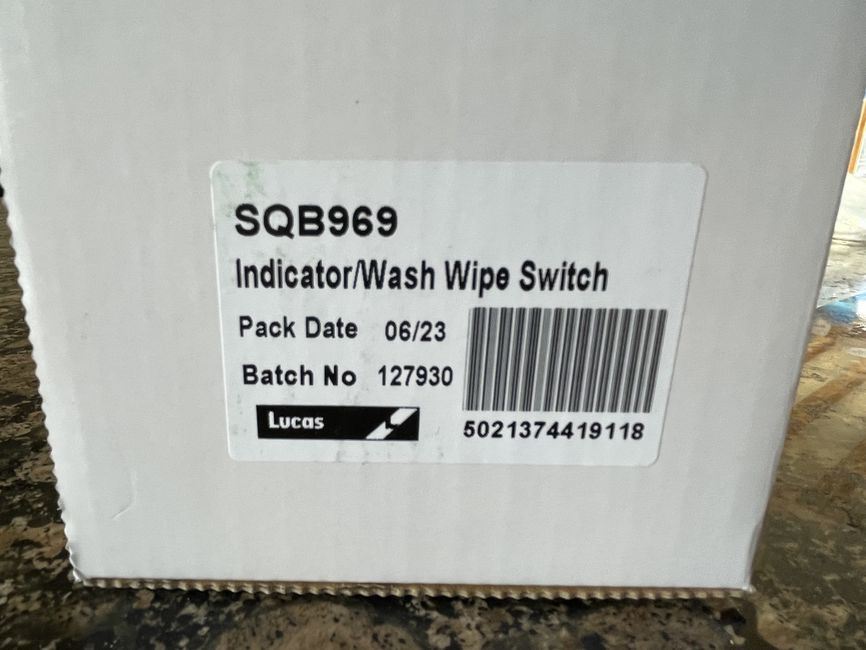 SQB969
Indicator/Wash Wipe Switch
Pack Date 06/23
Batch No 127930
Lucas
5021374419118